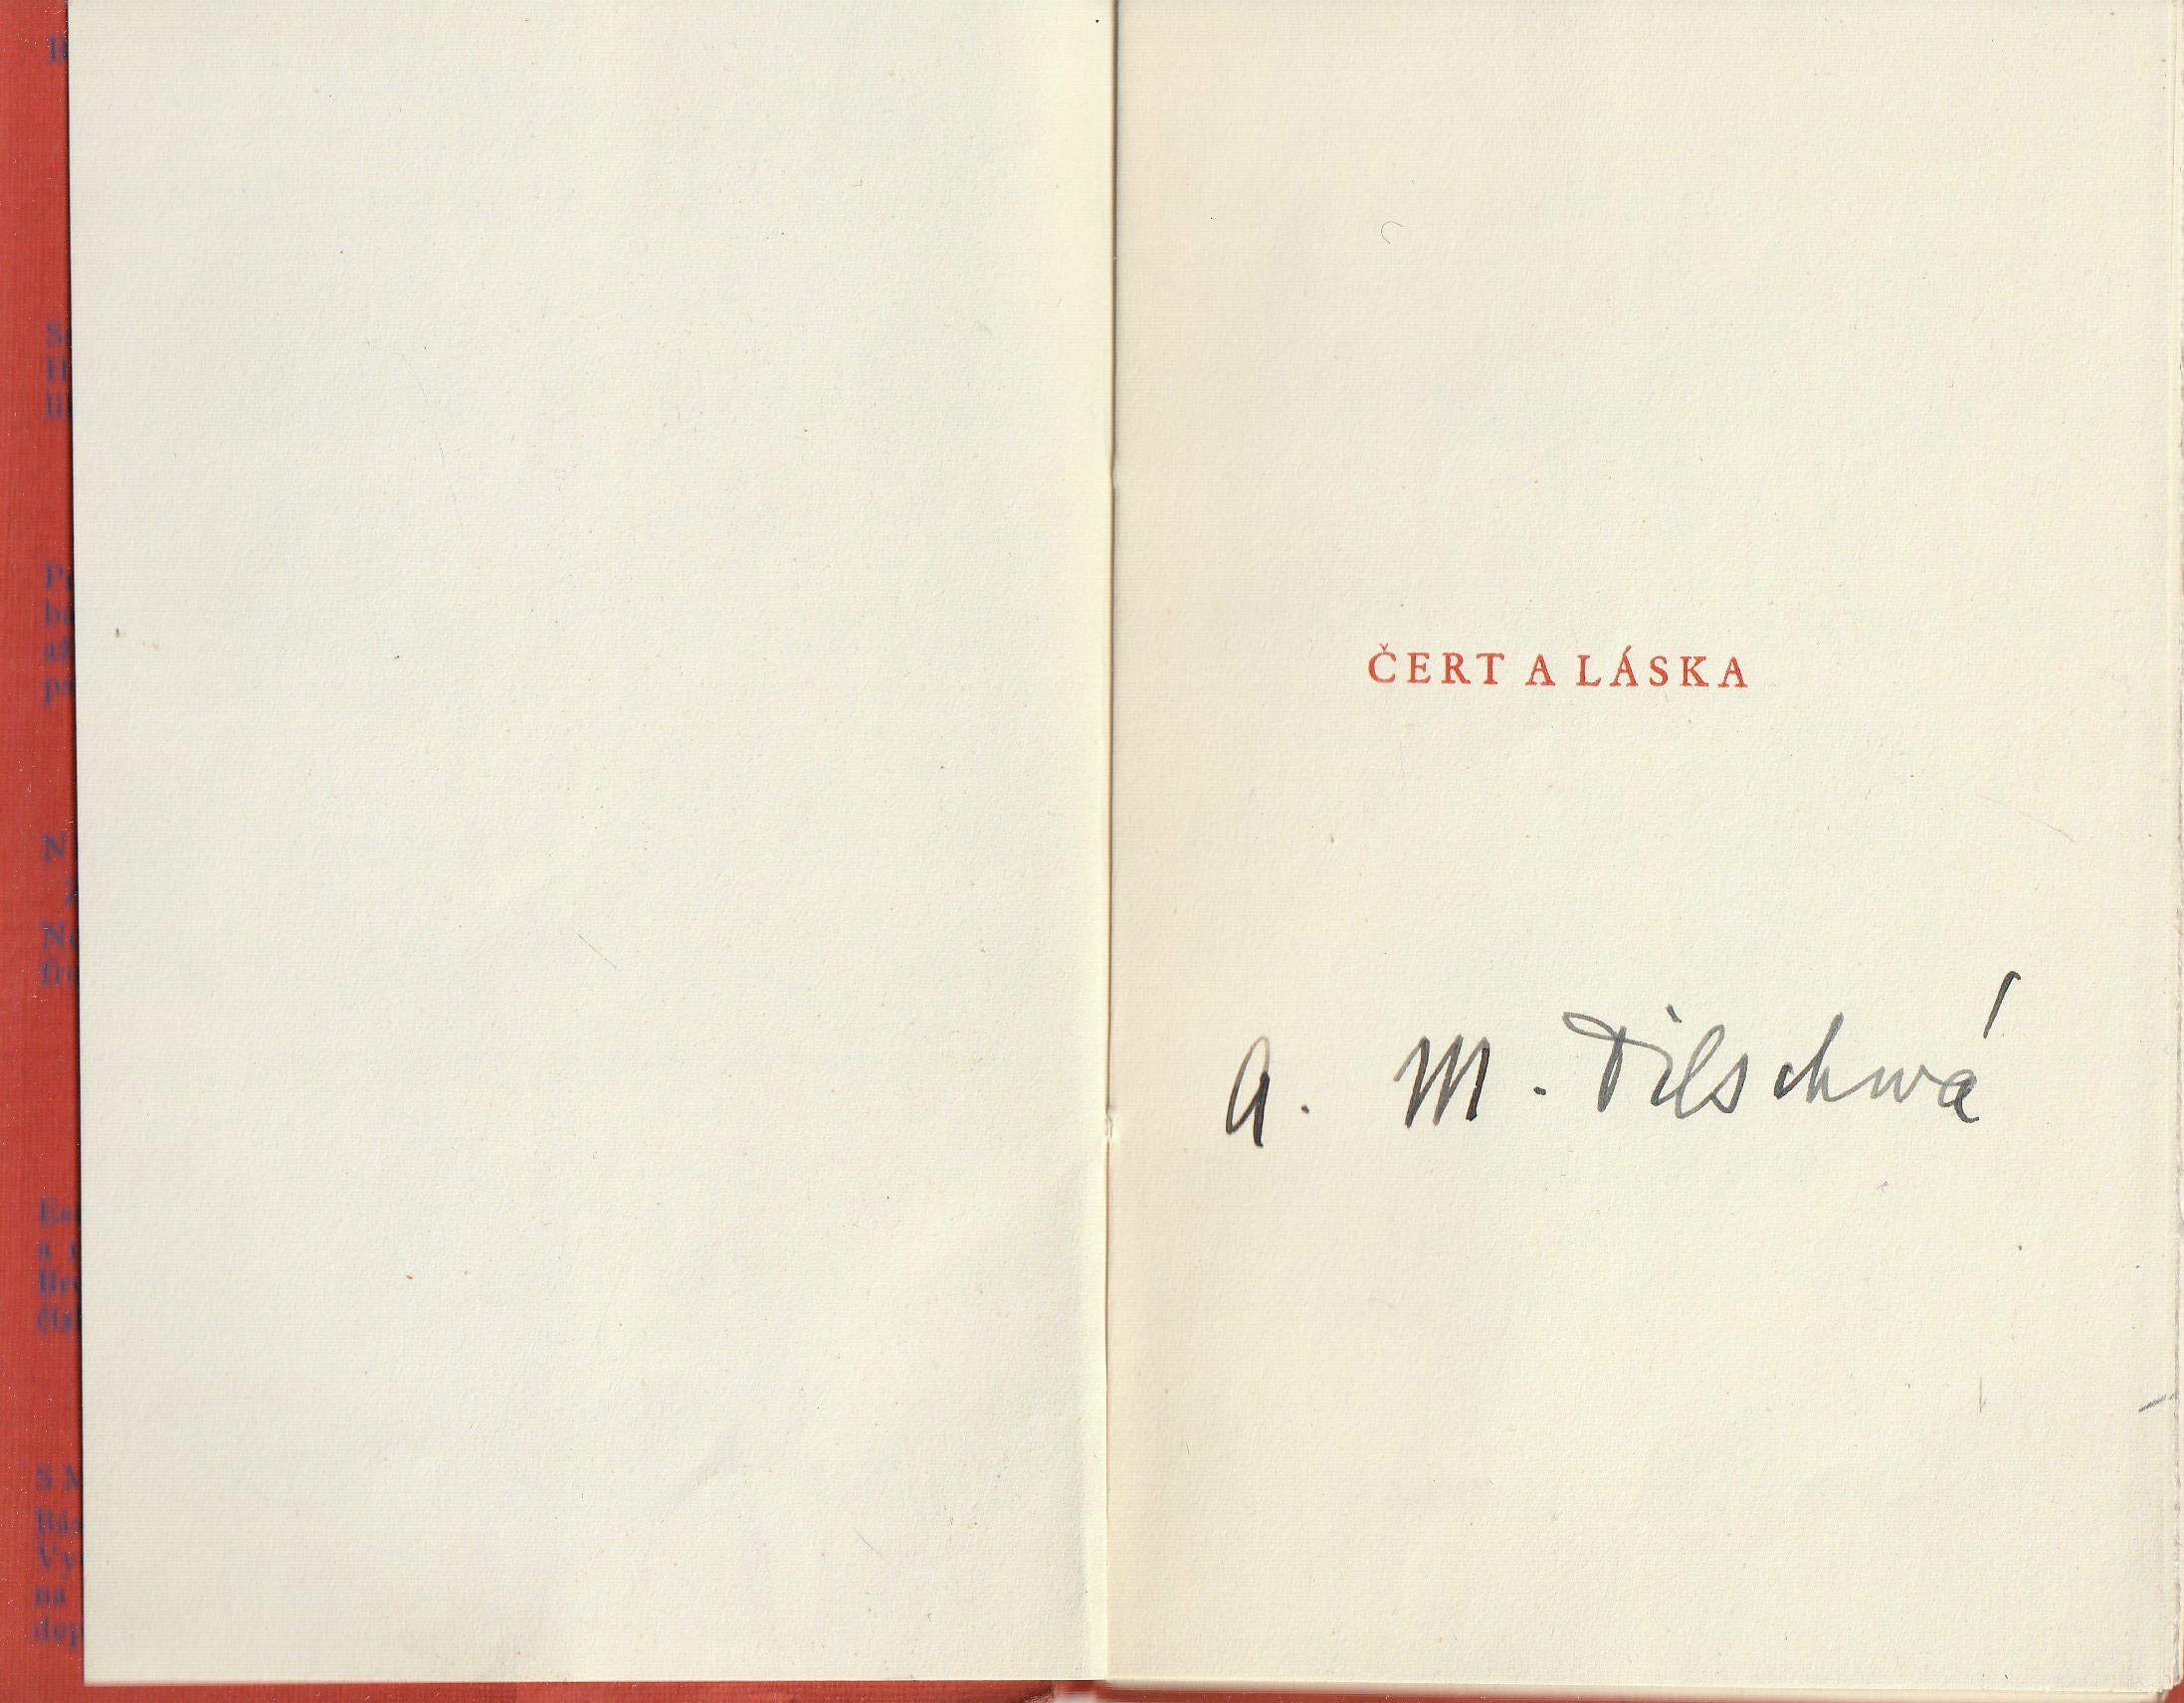 ČERT A LÁSKA
A. M. Tilschová